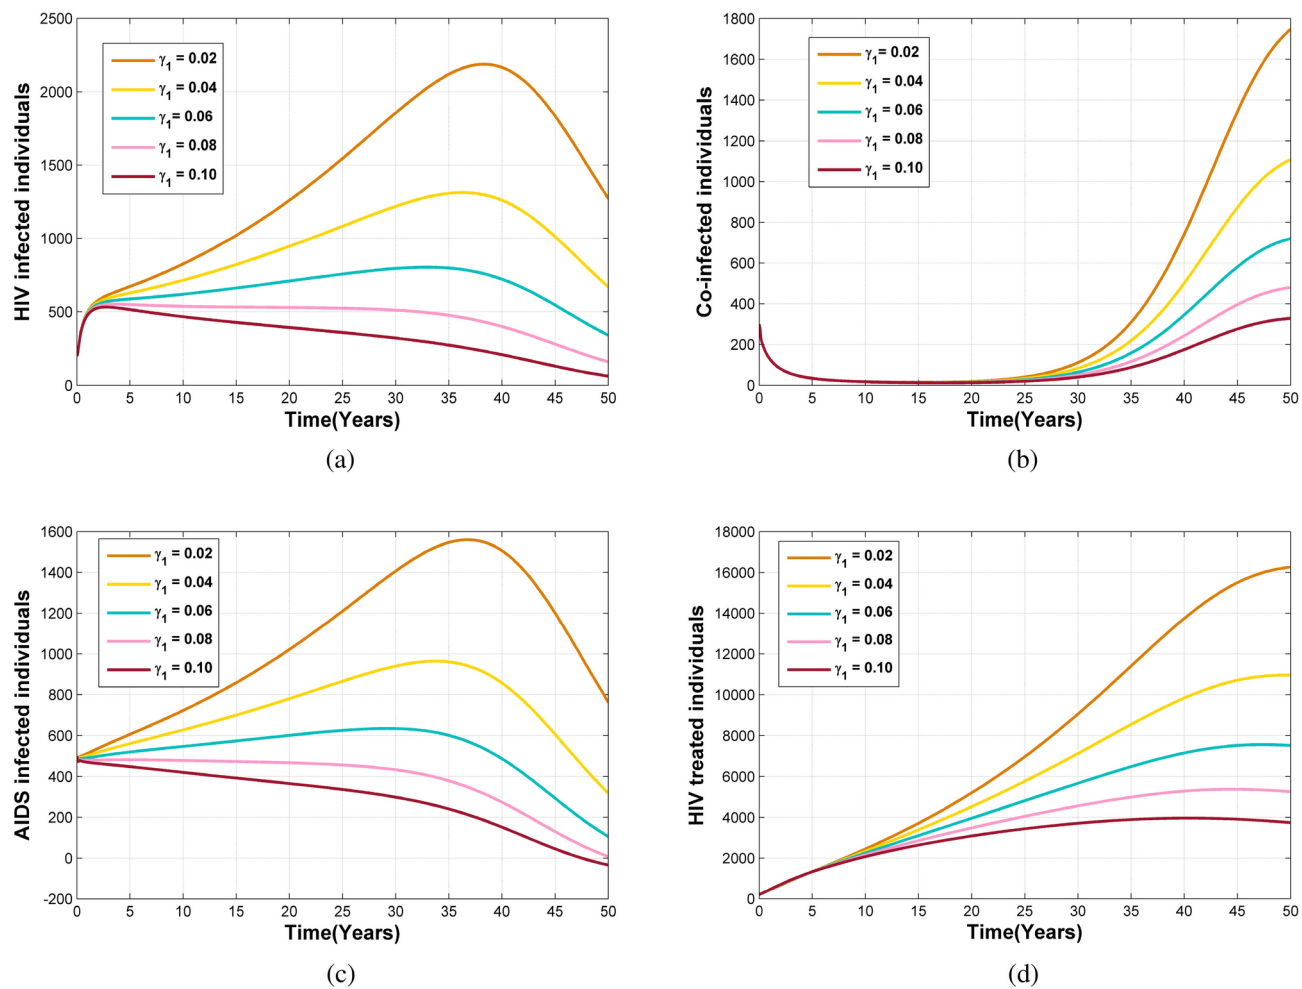 HIV infected individuals
2500
2000
1500
1000
500
0
γ1 = 0.02
γ1 = 0.04
γ1 = 0.06
γ1 = 0.08
γ1 = 0.10
0 5 10 15 20 25 30 35 40 45 50
Time(Years)
(a)
Co-infected individuals
1800
1600
1400
1200
1000
800
600
400
200
0
γ1= 0.02
γ1 = 0.04
γ1 = 0.06
γ1 = 0.08
γ1 = 0.10
0 5 10 15 20 25 30 35 40 45 50
Time(Years)
(b)
AIDS infected individuals
1600
1400
1200
1000
800
600
400
200
0
-200
γ1 = 0.02
γ1 = 0.04
γ1 = 0.06
γ1 = 0.08
γ1 = 0.10
0 5 10 15 20 25 30 35 40 45 50
Time(Years)
(c)
HIV treated individuals
18000
16000
14000
12000
10000
8000
6000
4000
2000
0
γ1 = 0.02
γ1 = 0.04
γ1 = 0.06
γ1 = 0.08
γ1 = 0.10
0 5 10 15 20 25 30 35 40 45 50
Time(Years)
(d)